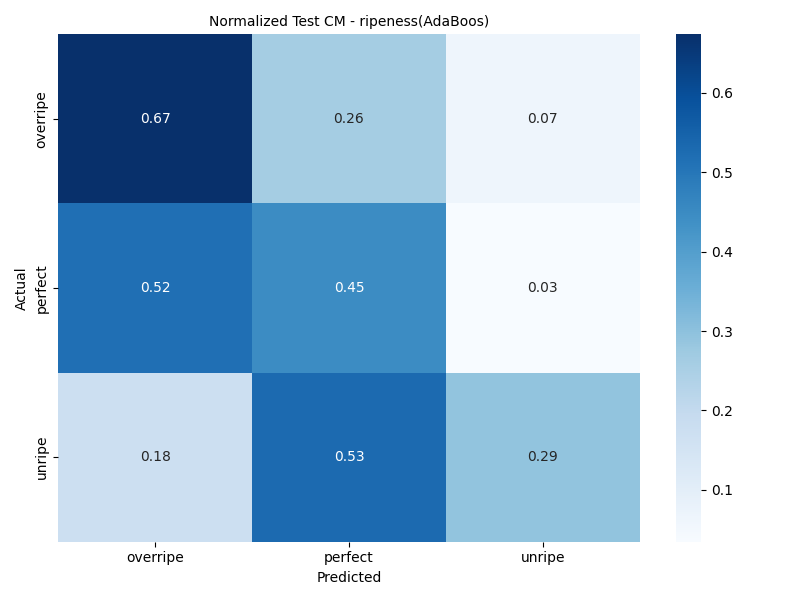 Normalized Test CM - ripeness(AdaBoos)
Actual
overripe
0.67 0.26 0.07
perfect
0.52 0.45 0.03
unripe
0.18 0.53 0.29
overripe perfect unripe
Predicted
0.6
0.5
0.4
0.3
0.2
0.1